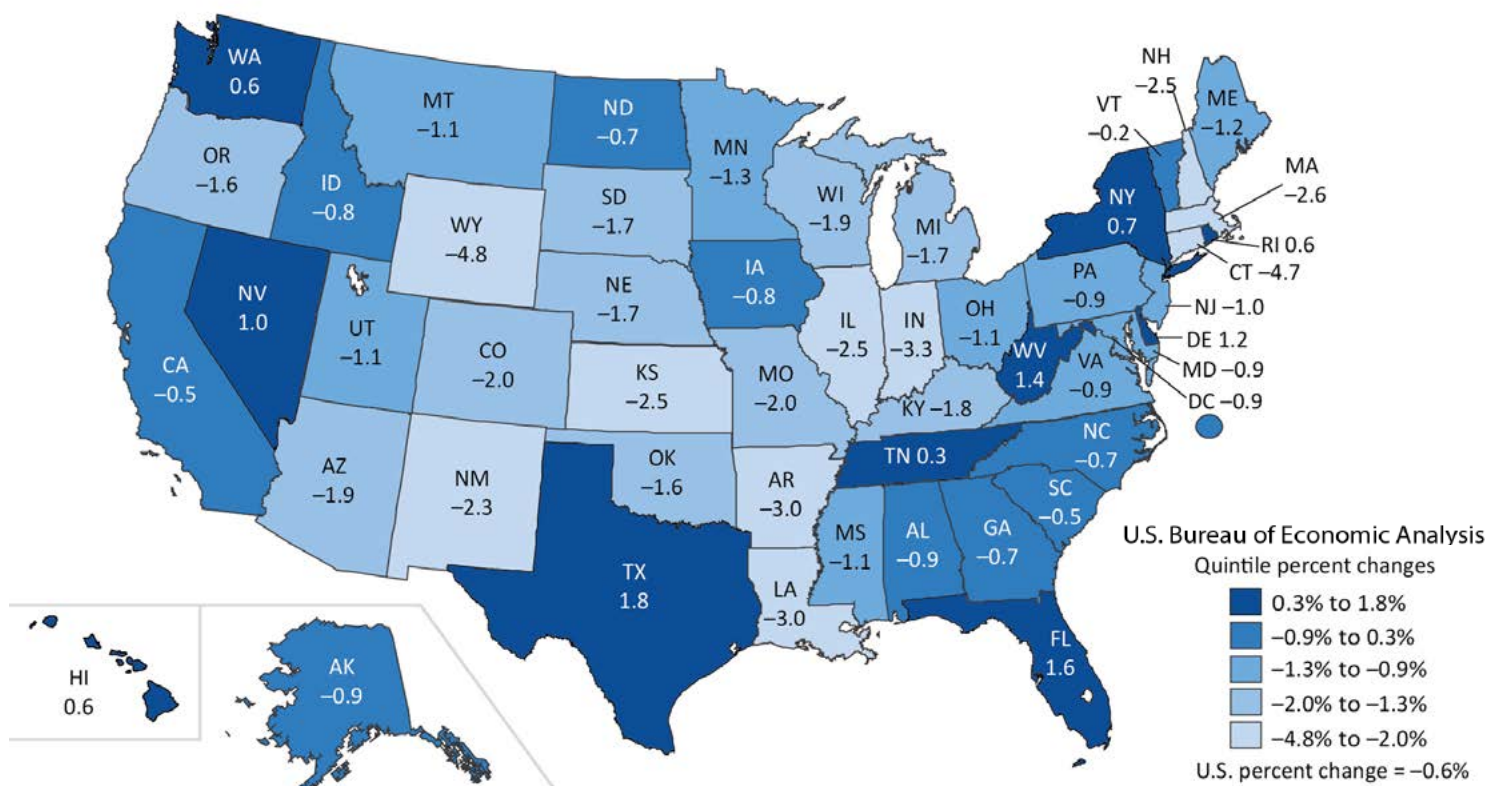 WA
0.6
MT
−1.1
ND
−0.7
MN
−1.3
NH
−2.5
VT
−0.2
ME
−1.2
MA
−2.6
OR
−1.6
ID
−0.8
WY
−4.8
SD
−1.7
WI
−1.9
MI
−1.7
NY
0.7
RI 0.6
CT −4.7
NV
1.0
UT
−1.1
CO
−2.0
NE
−1.7
IA
−0.8
IL
−2.5
IN
−3.3
OH
−1.1
PA
−0.9
NJ −1.0
DE 1.2
MD −0.9
DC −0.9
CA
−0.5
KS
−2.5
MO
−2.0
KY −1.8
WV
1.4
VA
−0.9
AZ
−1.9
NM
−2.3
OK
−1.6
AR
−3.0
TN 0.3
NC
−0.7
SC
−0.5
TX
1.8
LA
−3.0
MS
−1.1
AL
−0.9
GA
−0.7
FL
1.6
HI
0.6
AK
−0.9
U.S. Bureau of Economic Analysis
Quintile percent changes
0.3% to 1.8%
−0.9% to 0.3%
−1.3% to −0.9%
−2.0% to −1.3%
−4.8% to −2.0%
U.S. percent change = −0.6%